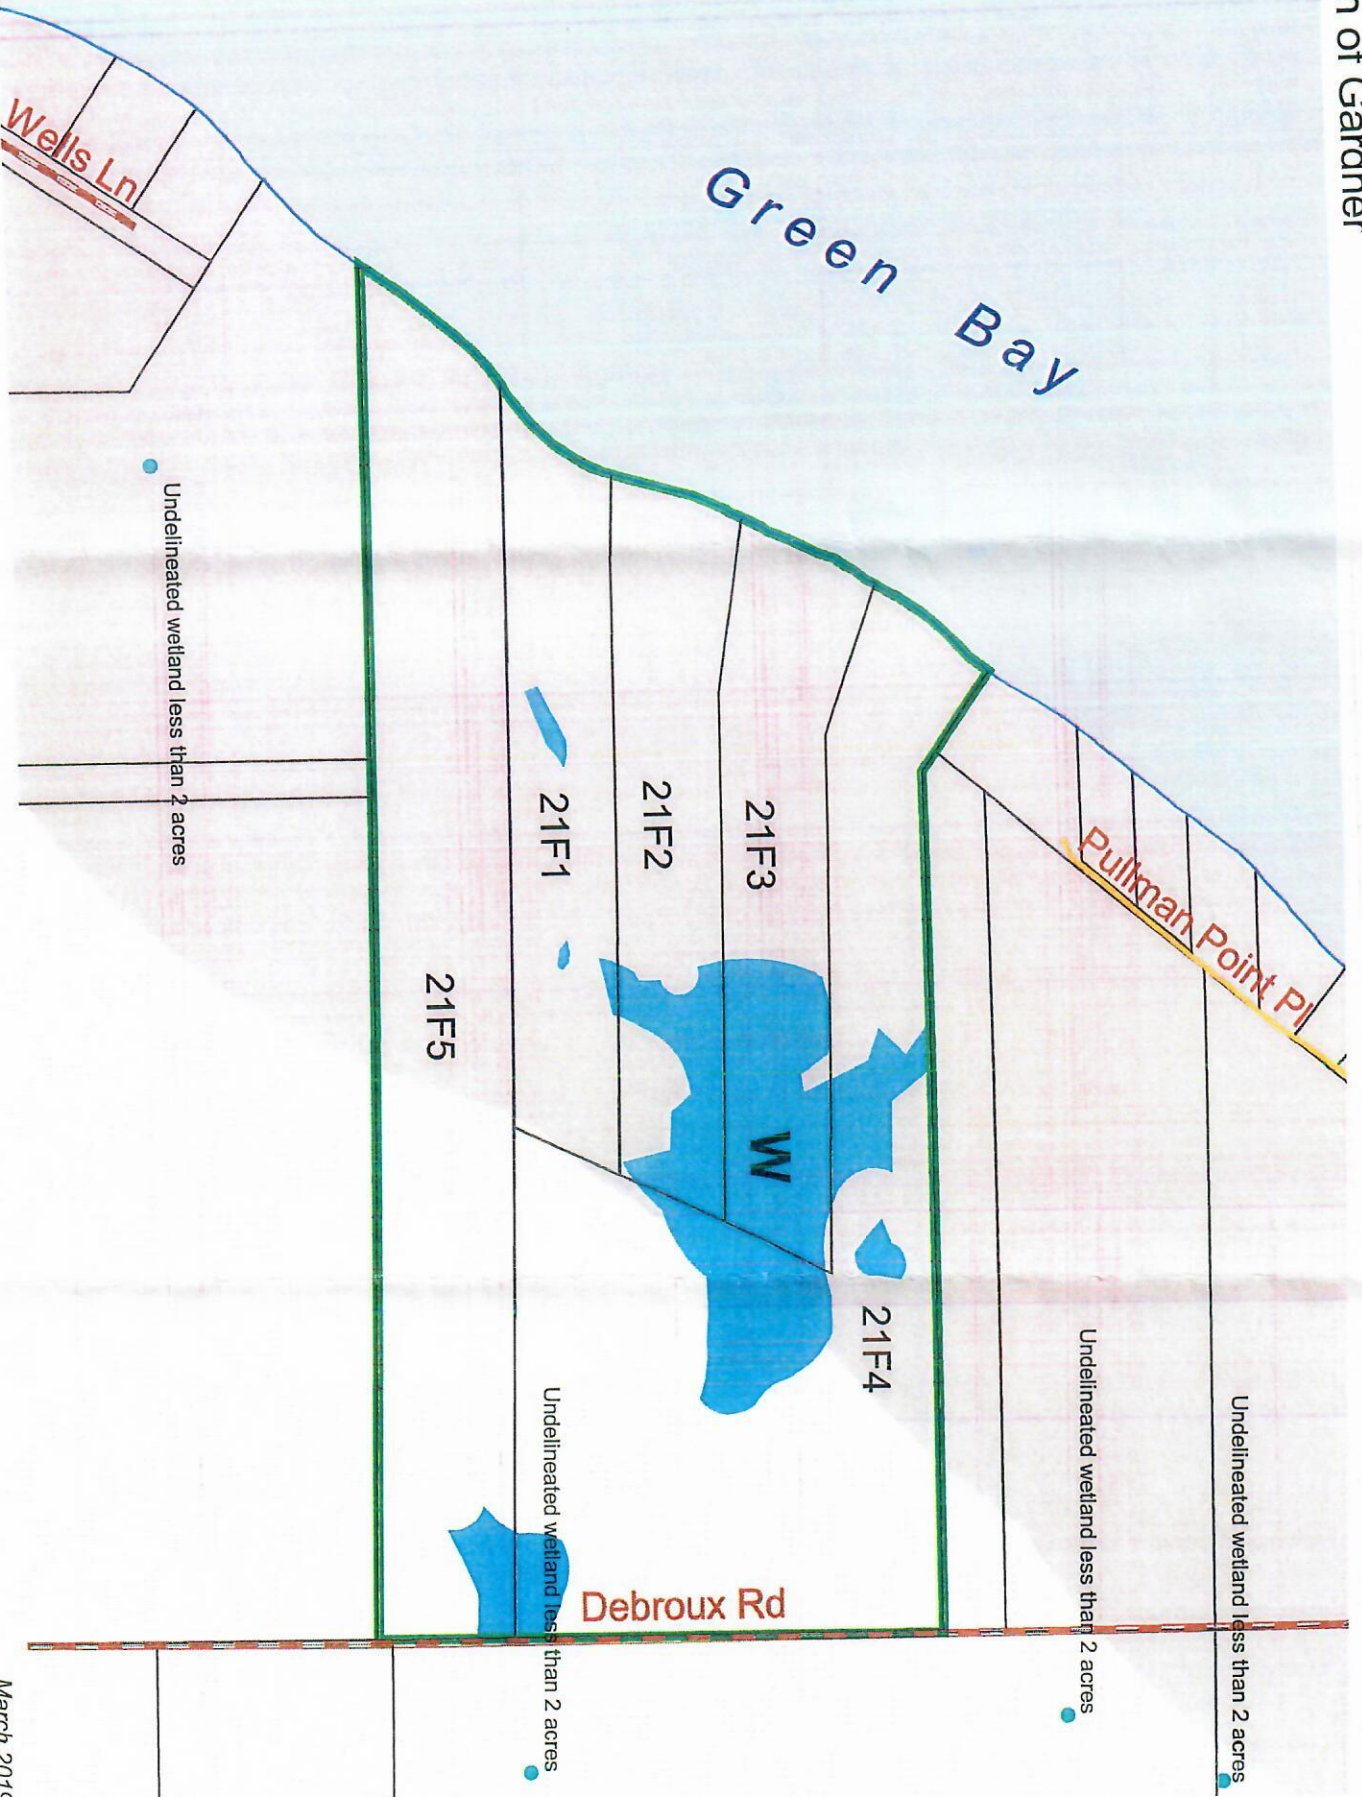 of Gardner
Green Bay
Wells Ln
Pullman Point Pl
Undelineated wetland less than 2 acres
21F1
21F2
21F3
21F5
W
21F4
Undelineated wetland less than 2 acres
Undelineated wetland less than 2 acres
Undelineated wetland less than 2 acres
Debroux Rd
March 2019